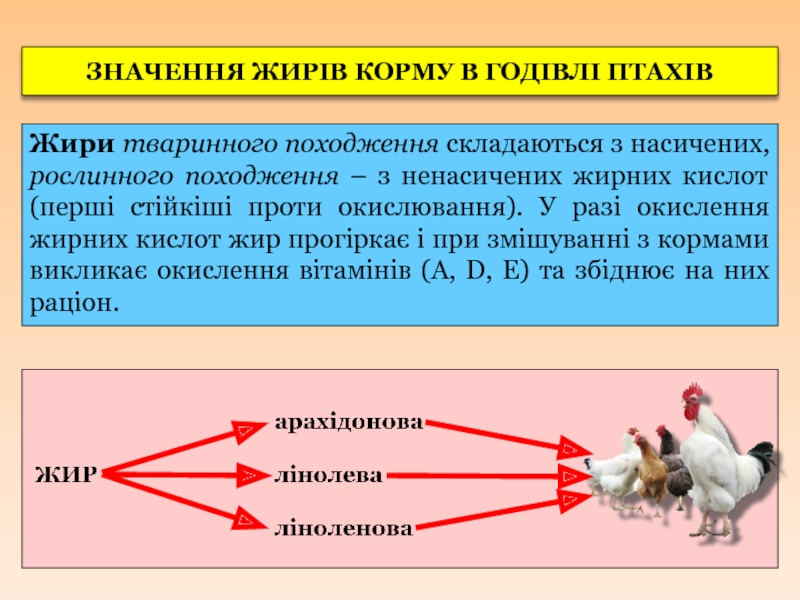 ЗНАЧЕННЯ ЖИРІВ КОРМУ В ГОДІВЛІ ПТАХІВ
Жири тваринного походження складаються з насичених,
рослинного походження – з ненасичених жирних кислот
(перші стійкіші проти окислювання). У разі окислення
жирних кислот жир прогіркає і при змішуванні з кормами
викликає окислення вітамінів (А, D, Е) та збіднює на них
раціон.
арахідонова
ЖИР
лінолева
ліноленова